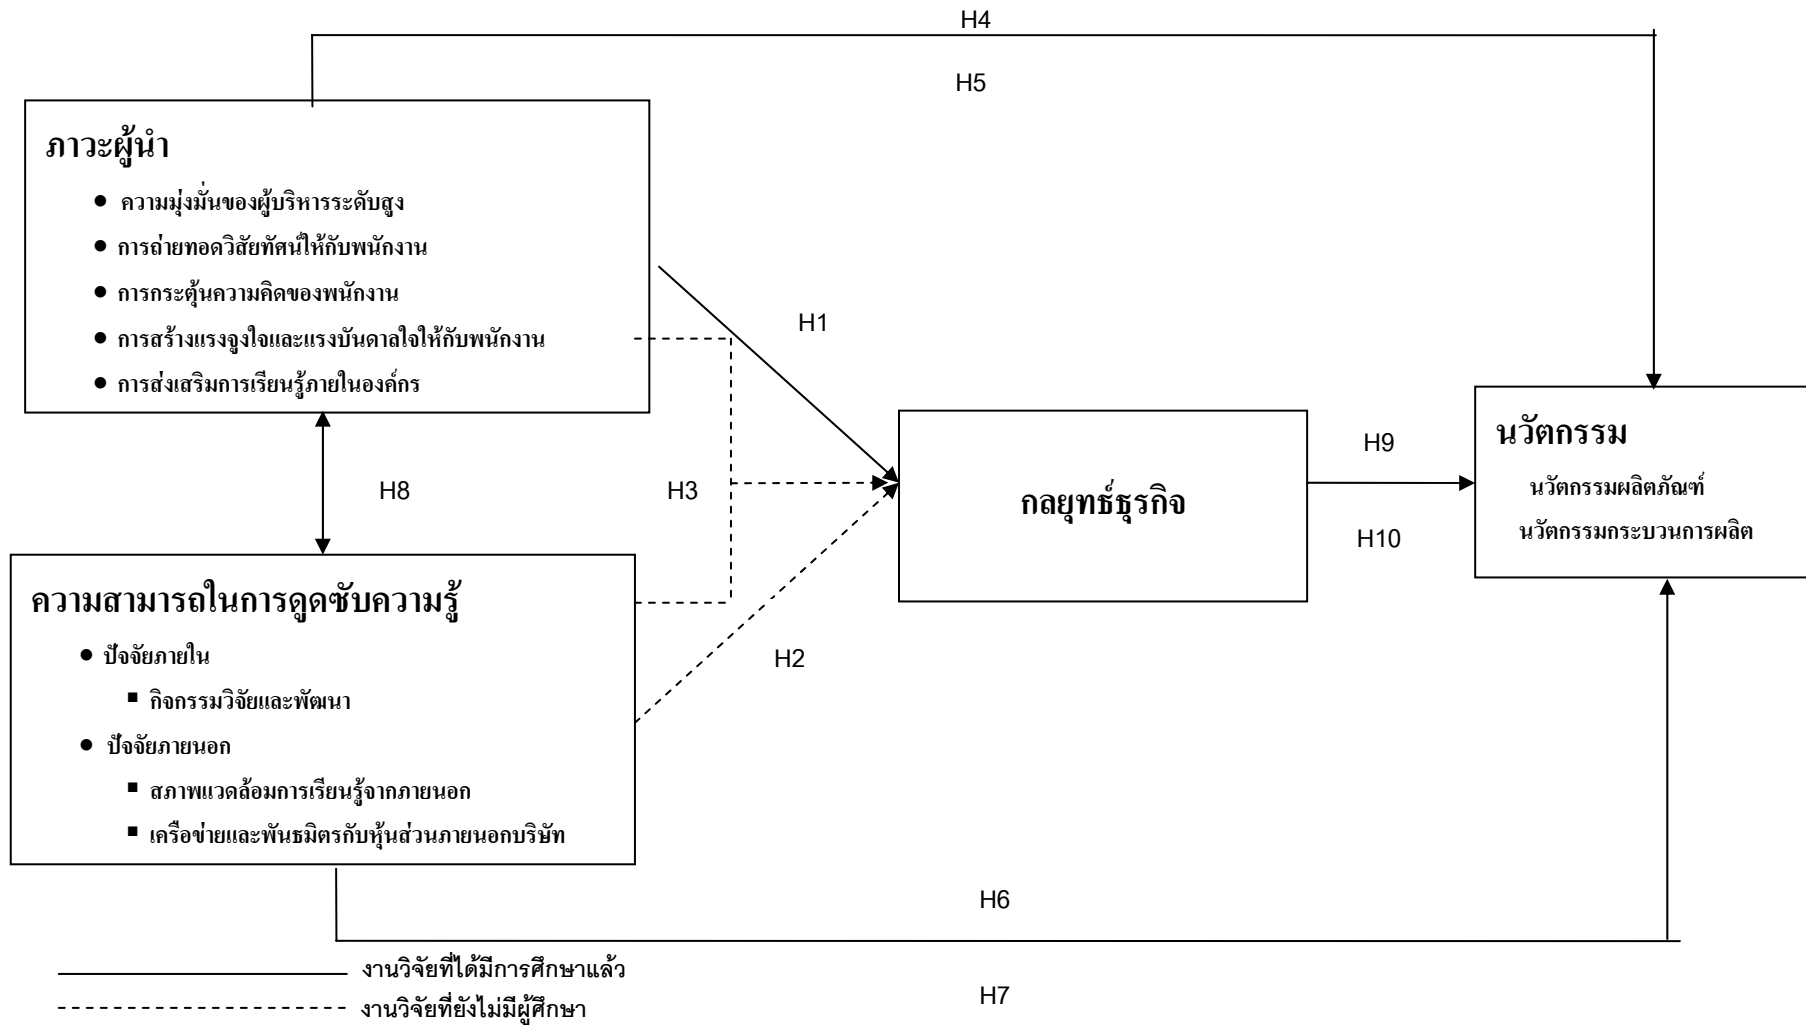 H4
H5
ภาวะผู้นำ
● ความมุ่งมั่นของผู้บริหารระดับสูง
● การถ่ายทอดวิสัยทัศน์ให้กับพนักงาน
● การกระตุ้นความคิดของพนักงาน
● การสร้างแรงจูงใจและแรงบันดาลใจให้กับพนักงาน
● การส่งเสริมการเรียนรู้ภายในองค์กร
H1
H8
H3
กลยุทธ์ธุรกิจ
H9
H10
นวัตกรรม
นวัตกรรมผลิตภัณฑ์
นวัตกรรมกระบวนการผลิต
ความสามารถในการดูดซับความรู้
● ปัจจัยภายใน
▪ กิจกรรมวิจัยและพัฒนา
● ปัจจัยภายนอก
▪ สภาพแวดล้อมการเรียนรู้จากภายนอก
▪ เครือข่ายและพันธมิตรกับหุ้นส่วนภายนอกบริษัท
H2
H6
H7
งานวิจัยที่ได้มีการศึกษาแล้ว
งานวิจัยที่ยังไม่มีผู้ศึกษา